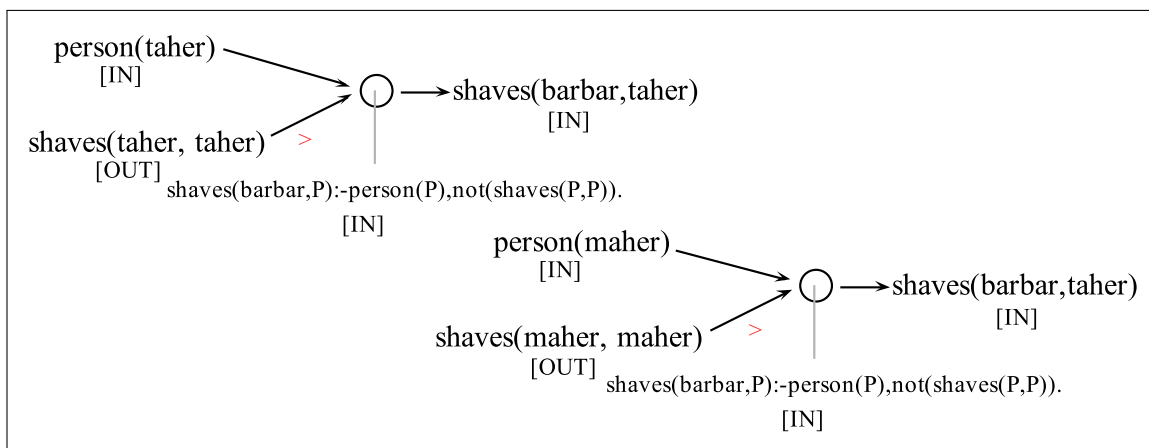 person(taher)
[IN]
shaves(barbar,taher)
[IN]
shaves(taher, taher)
>
[OUT]
shaves(barbar,P):-person(P),not(shaves(P,P)).
[IN]
person(maher)
[IN]
shaves(barbar,taher)
[IN]
shaves(maher, maher)
>
[OUT]
shaves(barbar,P):-person(P),not(shaves(P,P)).
[IN]